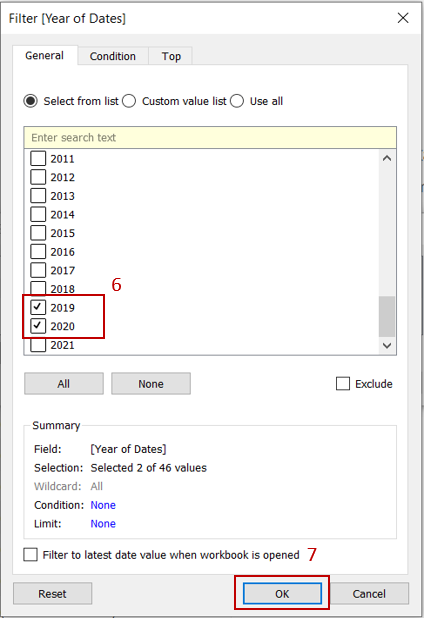 Filter [Year of Dates]
General Condition Top
Select from list Custom value list Use all
Enter search text
2011
2012
2013
2014
2015
2016
2017
2018
6
2019
2020
2021
All None Exclude
Summary
Field: [Year of Dates]
Selection: Selected 2 of 46 values
Wildcard: All
Condition: None
Limit: None
Filter to latest date value when workbook is opened 7
Reset OK Cancel